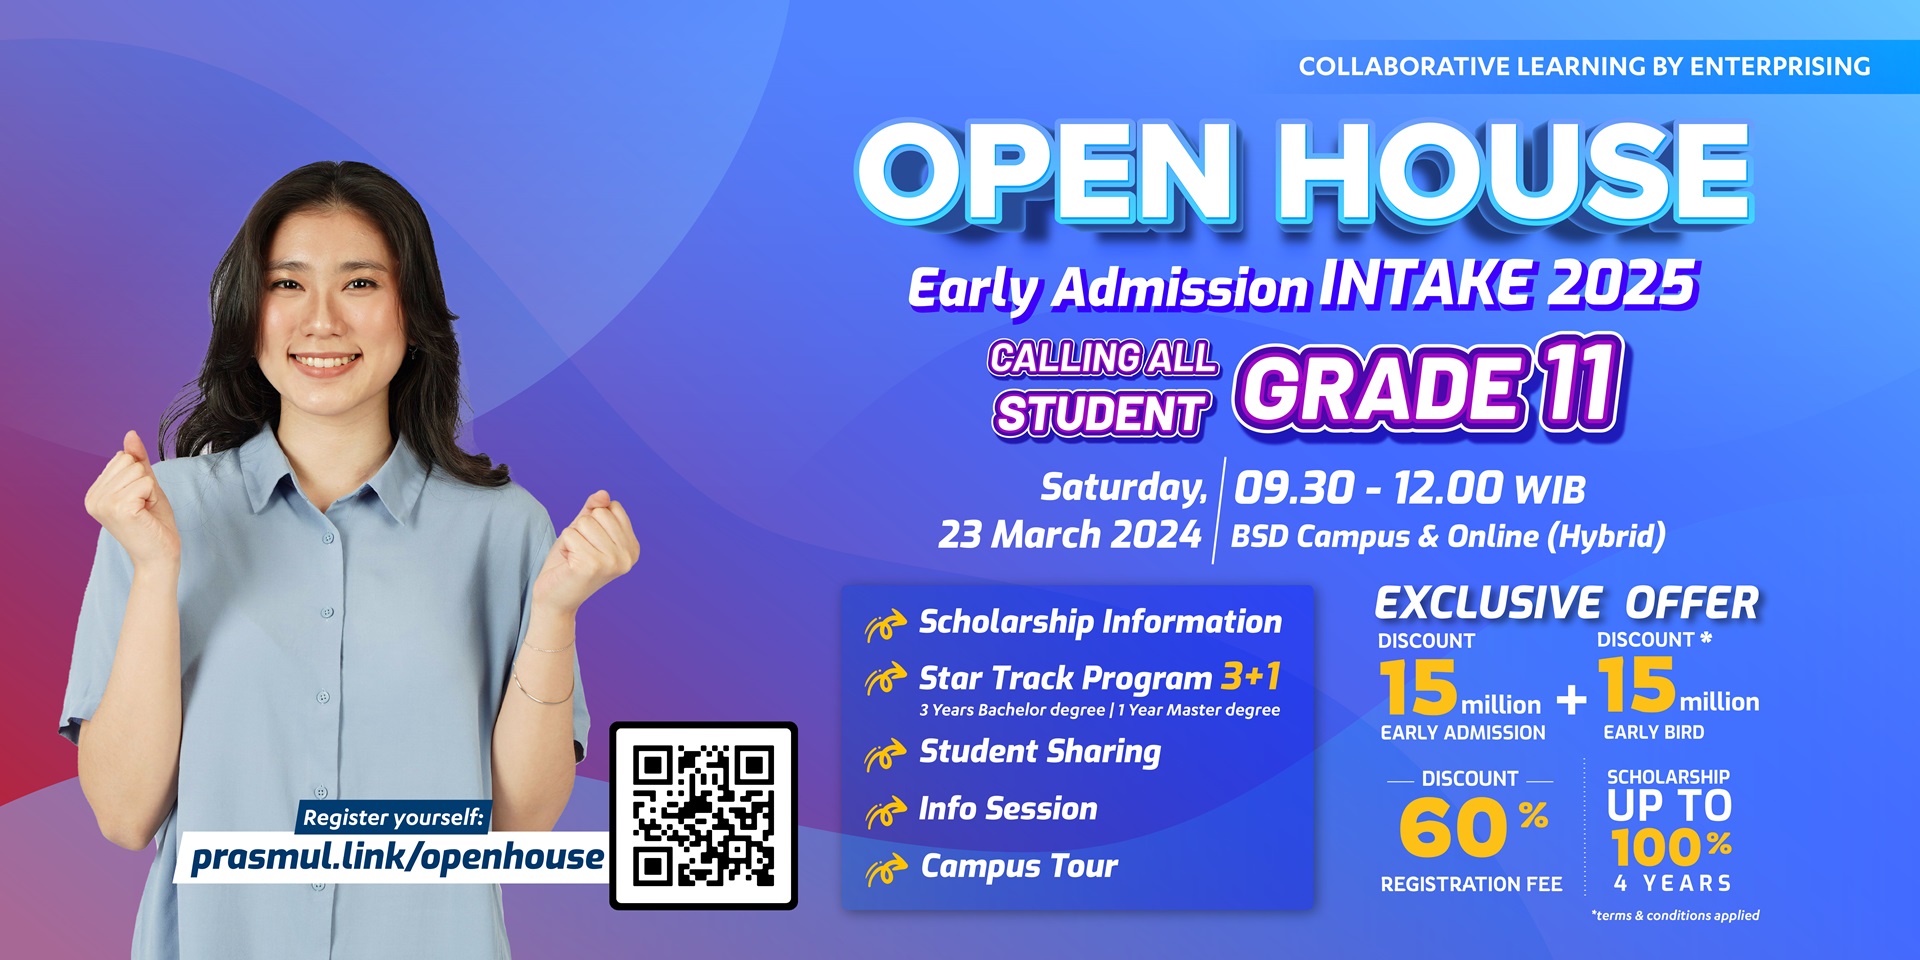 COLLABORATIVE LEARNING BY ENTERPRISING
OPEN HOUSE
Early Admission INTAKE 2025
CALLING ALL
STUDENT
GRADE 11
Saturday,
23 March 2024
09.30 - 12.00 WIB
BSD Campus & Online (Hybrid)
Scholarship Information
Star Track Program 3+1
3 Years Bachelor degree | 1 Year Master degree
Student Sharing
Info Session
Campus Tour
EXCLUSIVE OFFER
DISCOUNT
15 million
EARLY ADMISSION
+
DISCOUNT *
15 million
EARLY BIRD
DISCOUNT
60%
REGISTRATION FEE
SCHOLARSHIP
UP TO
100%
4 YEARS
*terms & conditions applied
Register yourself:
prasmul.link/openhouse